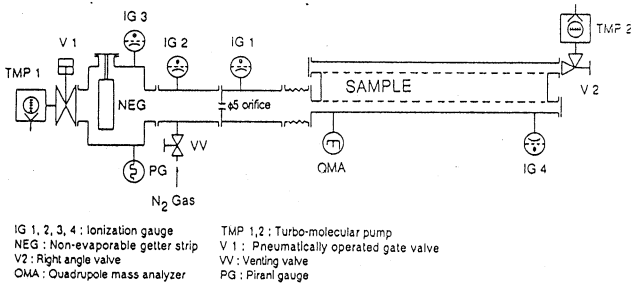 IG 3
TMP 2
V 1
IG 2
IG 1
TMP 1
NEG
ϕ5 orifice
SAMPLE
V 2
VV
PG
QMA
IG 4
N2 Gas
IG 1, 2, 3, 4 : Ionization gauge
NEG : Non-evaporable getter strip
V2 : Right angle valve
QMA : Quadrupole mass analyzer
TMP 1,2 : Turbo-molecular pump
V 1 : Pneumatically operated gate valve
VV : Venting valve
PG : Pirani gauge